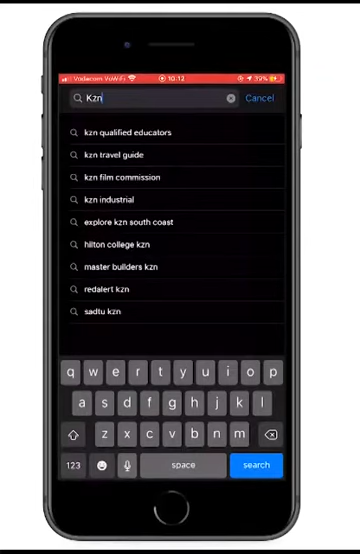 Vodacom VoWiFi 10:12 39%
Kzn Cancel
kzn qualified educators
kzn travel guide
kzn film commission
kzn industrial
explore kzn south coast
hilton college kzn
master builders kzn
redalert kzn
sadtu kzn
q w e r t y u i o p
a s d f g h j k l
z x c v b n m
123 space search